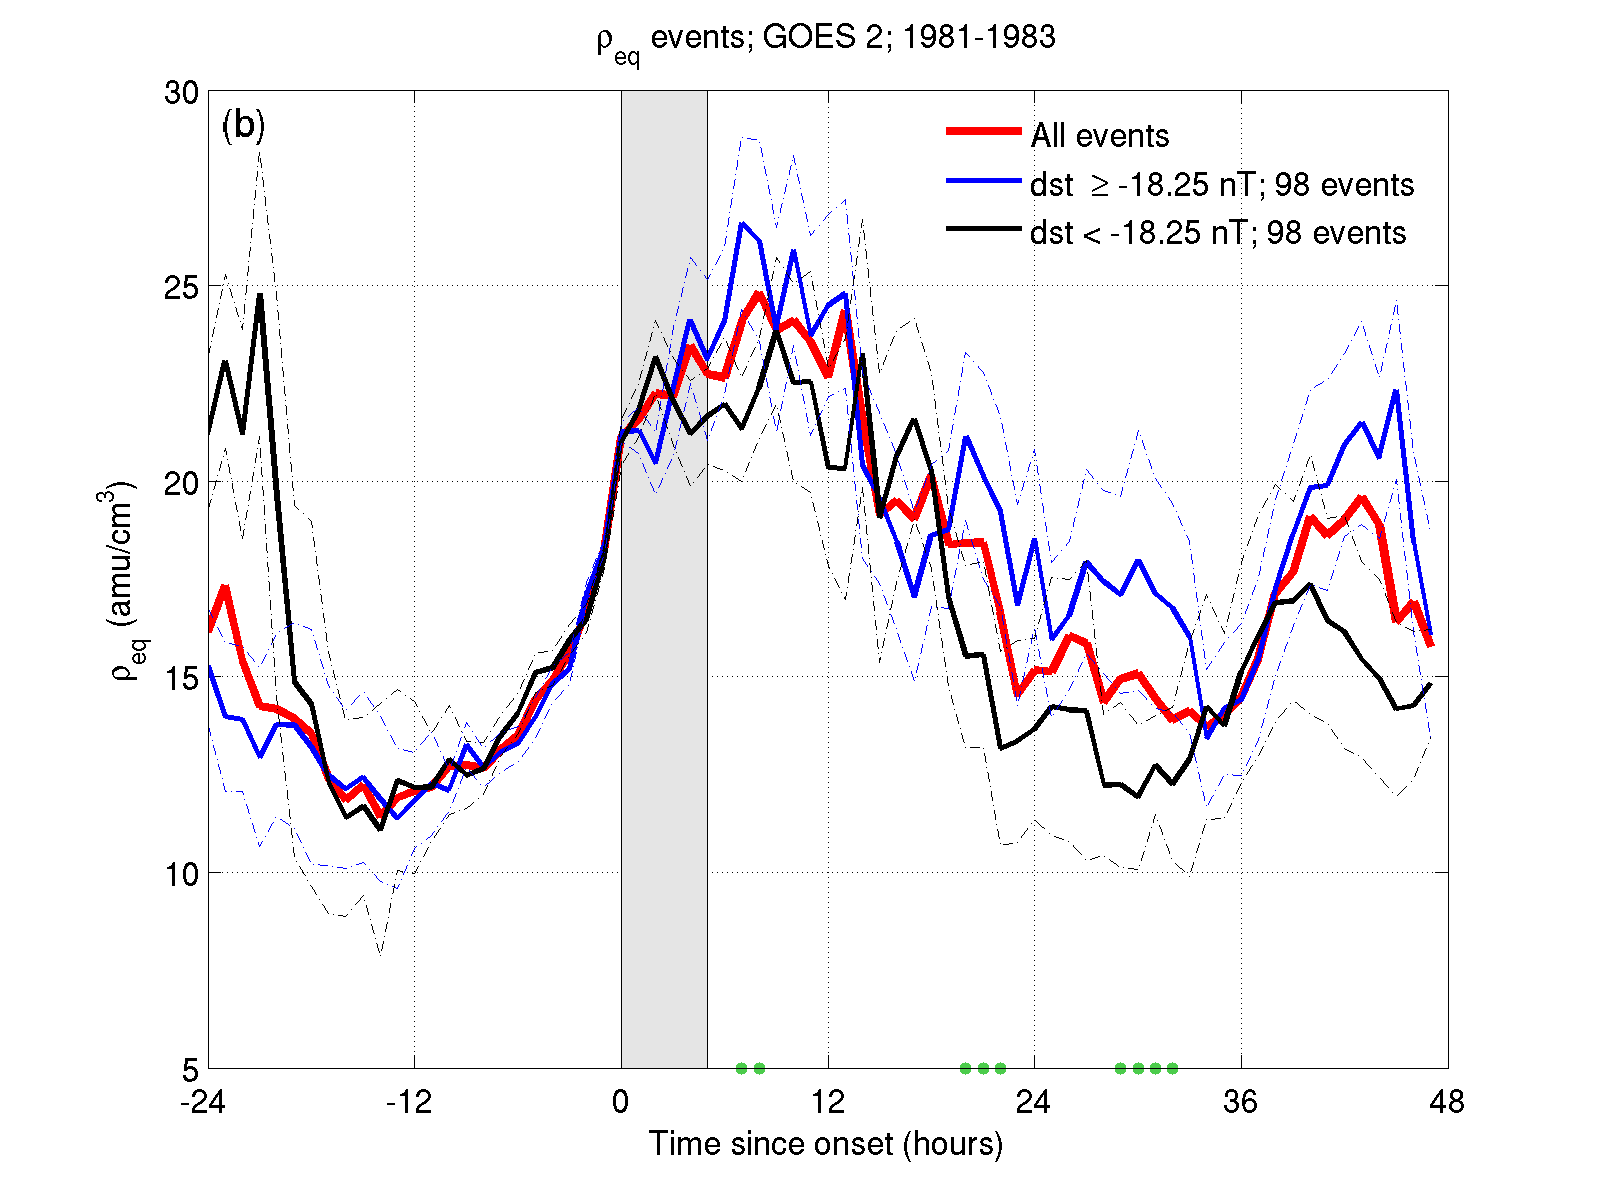 ρeq events; GOES 2; 1981-1983
(b)
All events
dst ≥ -18.25 nT; 98 events
dst < -18.25 nT; 98 events
ρeq (amu/cm³)
30
25
20
15
10
5
-24 -12 0 12 24 36 48
Time since onset (hours)